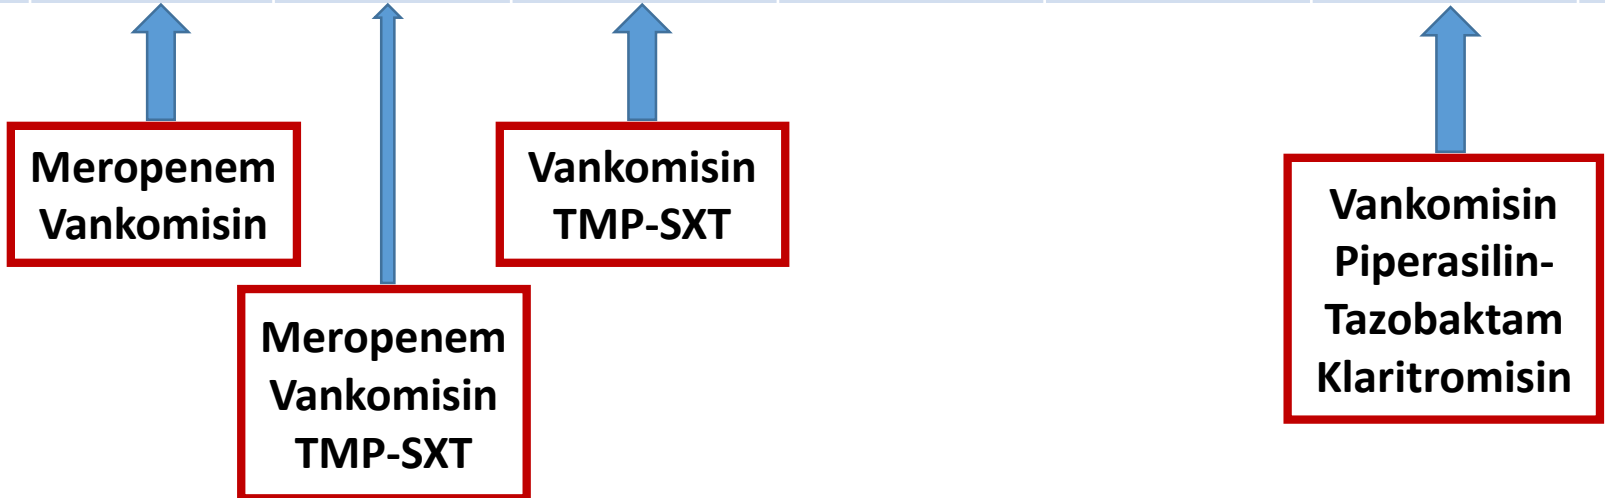 Meropenem
Vankomisin
Meropenem
Vankomisin
TMP-SXT
Vankomisin
TMP-SXT
Vankomisin
Piperasilin-
Tazobaktam
Klaritromisin